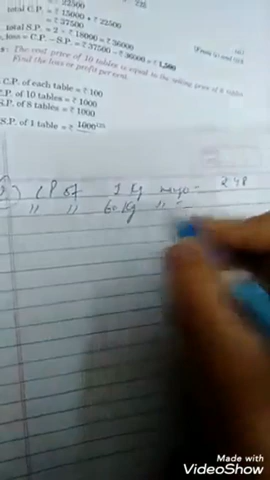 22500
total C.P. = ₹ 15000 + ₹ 22500
= ₹ 37500
total S.P. = 2 × ₹ 18000 = ₹ 36000
loss = C.P. – S.P. = ₹ 37500 – ₹ 36000 = ₹ 1,500
The cost price of 10 tables is equal to the selling price of 8 tables
Find the loss or profit percent.
C.P. of each table = ₹ 100
C.P. of 10 tables = ₹ 1000
S.P. of 8 tables = ₹ 1000
S.P. of 1 table = ₹ 1000
CP of 1 kg
" " 60 kg " =
Made with
VideoShow